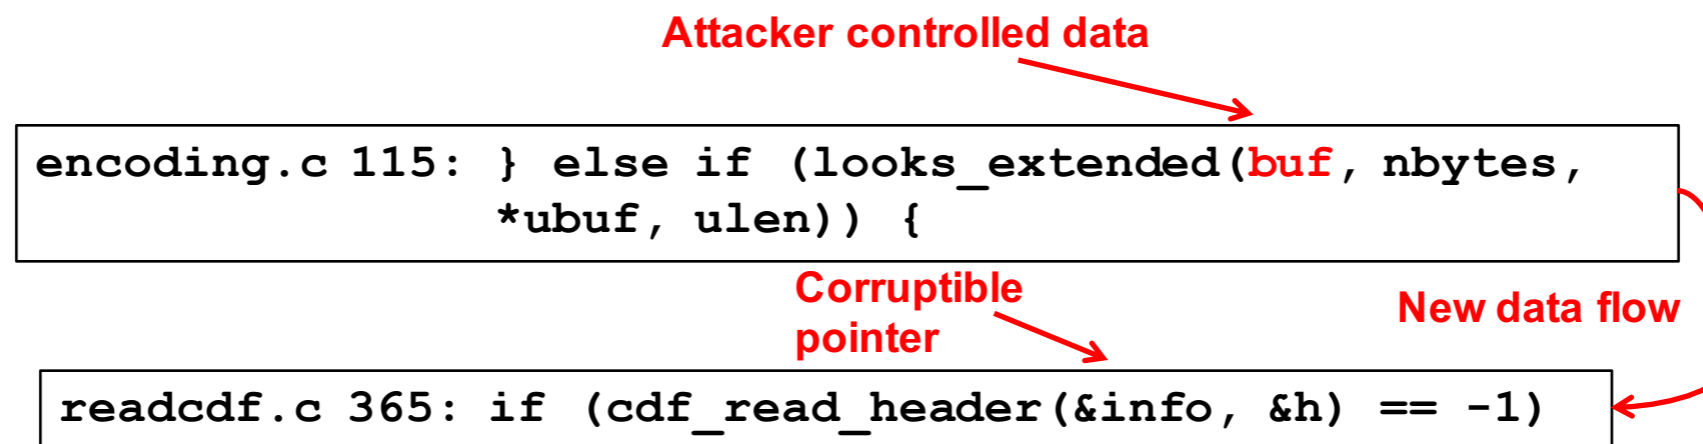 Attacker controlled data
encoding.c 115: } else if (looks_extended(buf, nbytes,
*ubuf, ulen)) {
Corruptible
pointer
New data flow
readcdf.c 365: if (cdf_read_header(&info, &h) == -1)